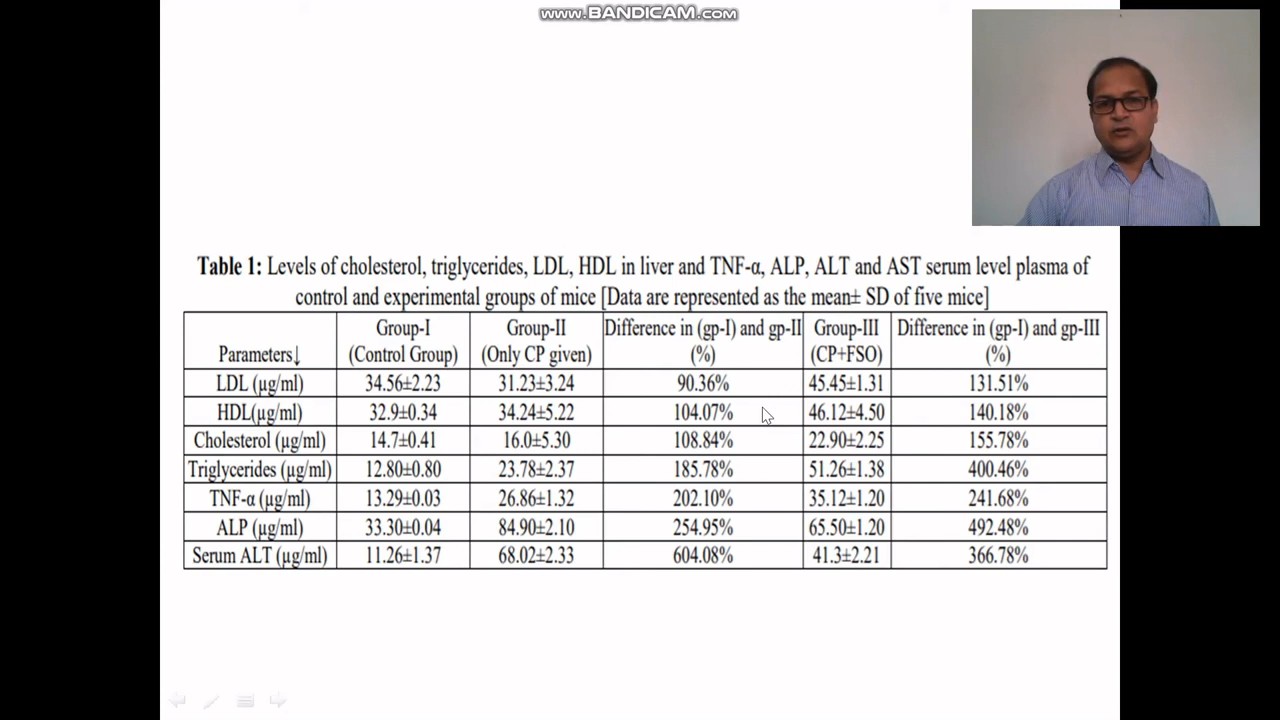 WWW.BANDICAM.COM
Table 1: Levels of cholesterol, triglycerides, LDL, HDL in liver and TNF-α, ALP, ALT and AST serum level plasma of
control and experimental groups of mice [Data are represented as the mean± SD of five mice]
Parameters↓ Group-I (Control Group) Group-II (Only CP given) Difference in (gp-I) and gp-II (%) Group-III (CP+FSO) Difference in (gp-I) and gp-III (%)
LDL (µg/ml) 34.56±2.23 31.23±3.24 90.36% 45.45±1.31 131.51%
HDL(µg/ml) 32.9±0.34 34.24±5.22 104.07% 46.12±4.50 140.18%
Cholesterol (µg/ml) 14.7±0.41 16.0±5.30 108.84% 22.90±2.25 155.78%
Triglycerides (µg/ml) 12.80±0.80 23.78±2.37 185.78% 51.26±1.38 400.46%
TNF-α (µg/ml) 13.29±0.03 26.86±1.32 202.10% 35.12±1.20 241.68%
ALP (µg/ml) 33.30±0.04 84.90±2.10 254.95% 65.50±1.20 492.48%
Serum ALT (µg/ml) 11.26±1.37 68.02±2.33 604.08% 41.3±2.21 366.78%